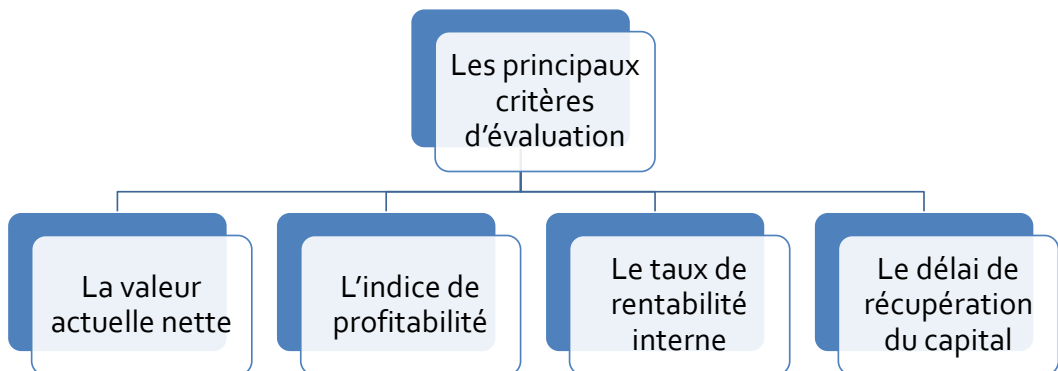 Les principaux
critères
d'évaluation
La valeur
actuelle nette
L'indice de
profitabilité
Le taux de
rentabilité
interne
Le délai de
récupération
du capital